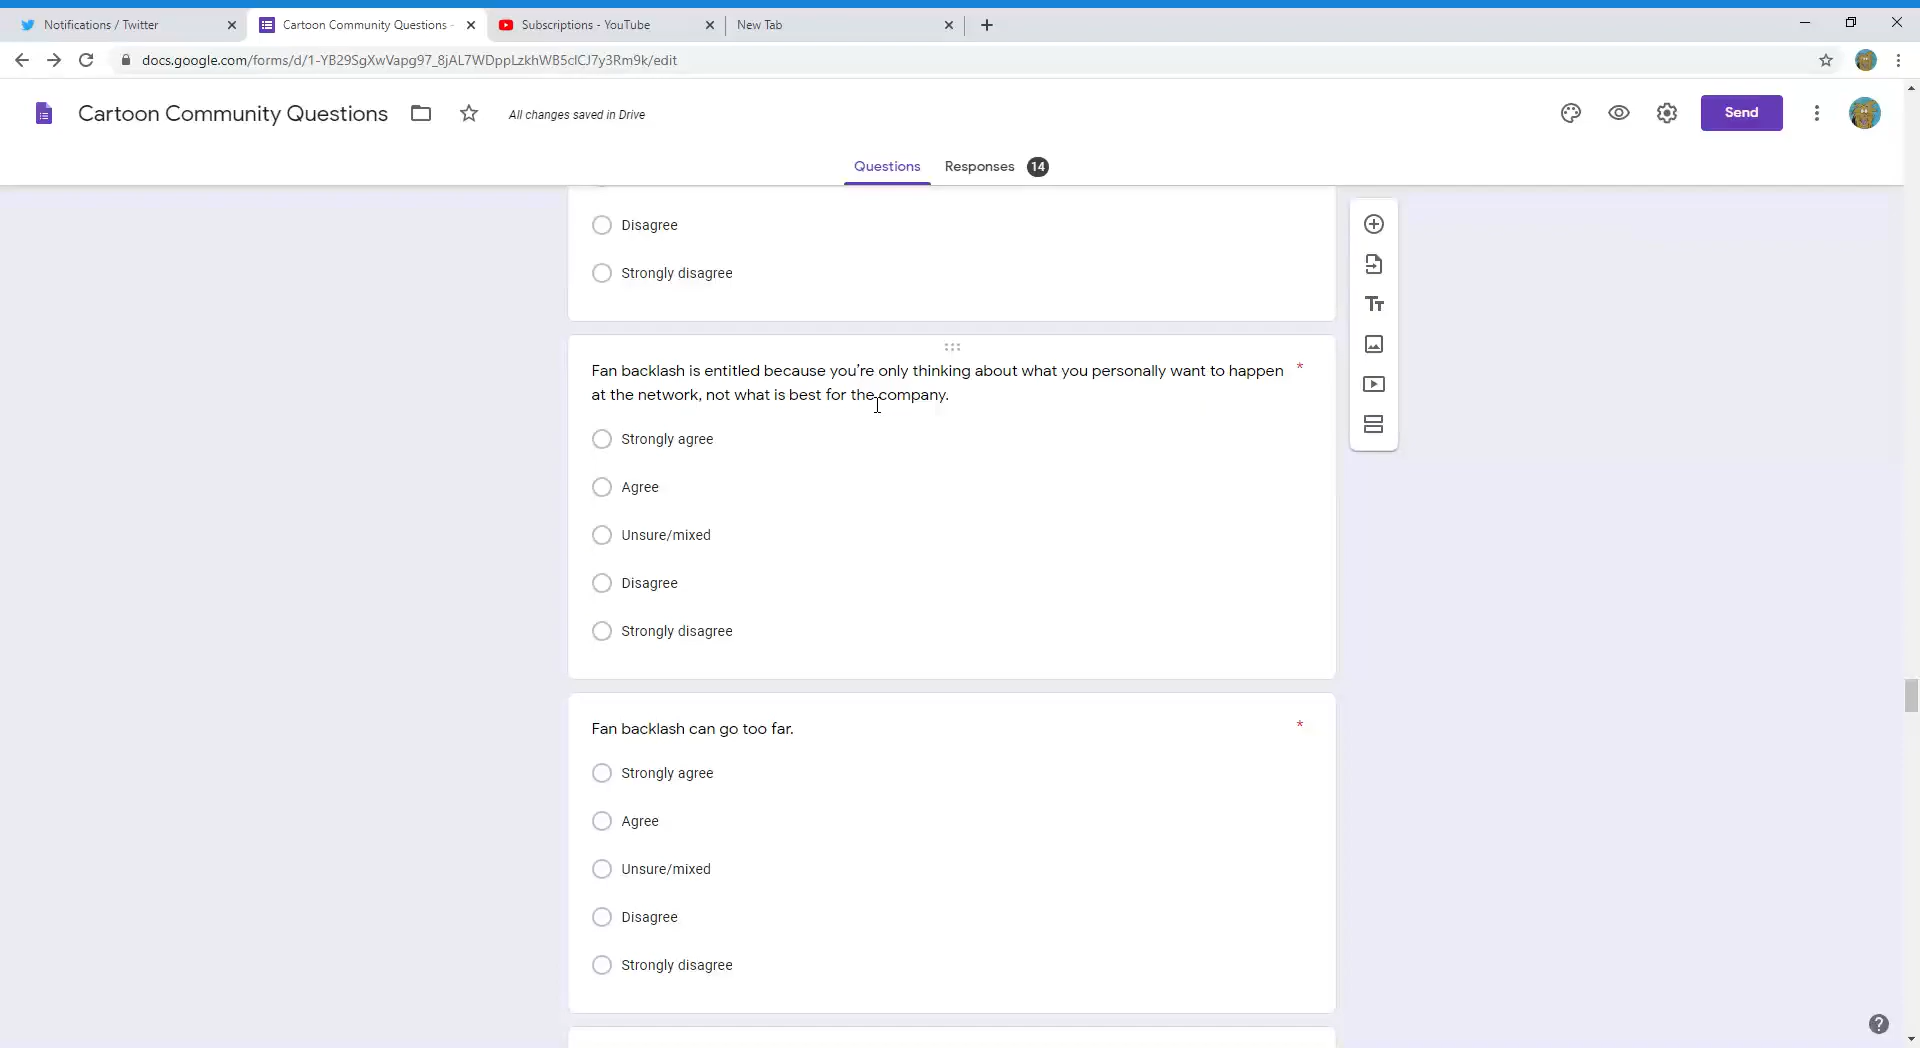 Notifications / Twitter
Cartoon Community Questions -
Subscriptions - YouTube
New Tab
docs.google.com/forms/d/1-YB29SgXwVapg97_8jAL7WDppLzkhWB5clCJ7y3Rm9k/edit
Cartoon Community Questions
All changes saved in Drive
Send
Questions
Responses 14
Disagree
Strongly disagree
Fan backlash is entitled because you're only thinking about what you personally want to happen *
at the network, not what is best for the company.
Strongly agree
Agree
Unsure/mixed
Disagree
Strongly disagree
Fan backlash can go too far. *
Strongly agree
Agree
Unsure/mixed
Disagree
Strongly disagree